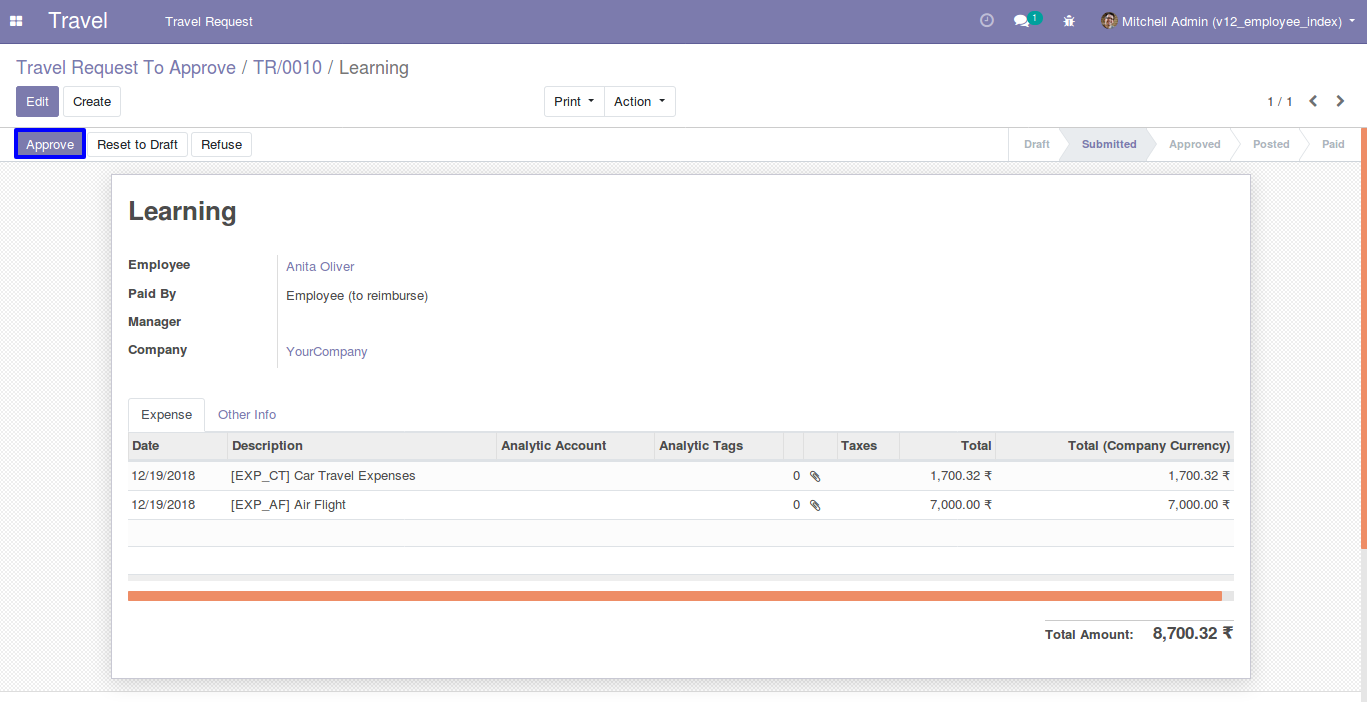 Travel Travel Request 1 Mitchell Admin (v12_employee_index)
Travel Request To Approve / TR/0010 / Learning
Edit Create Print Action 1 / 1
Approve Reset to Draft Refuse Draft Submitted Approved Posted Paid
Learning
Employee Anita Oliver
Paid By Employee (to reimburse)
Manager
Company YourCompany
Expense Other Info
Date Description Analytic Account Analytic Tags Taxes Total Total (Company Currency)
12/19/2018 [EXP_CT] Car Travel Expenses 0 1,700.32 ₹ 1,700.32 ₹
12/19/2018 [EXP_AF] Air Flight 0 7,000.00 ₹ 7,000.00 ₹
Total Amount: 8,700.32 ₹